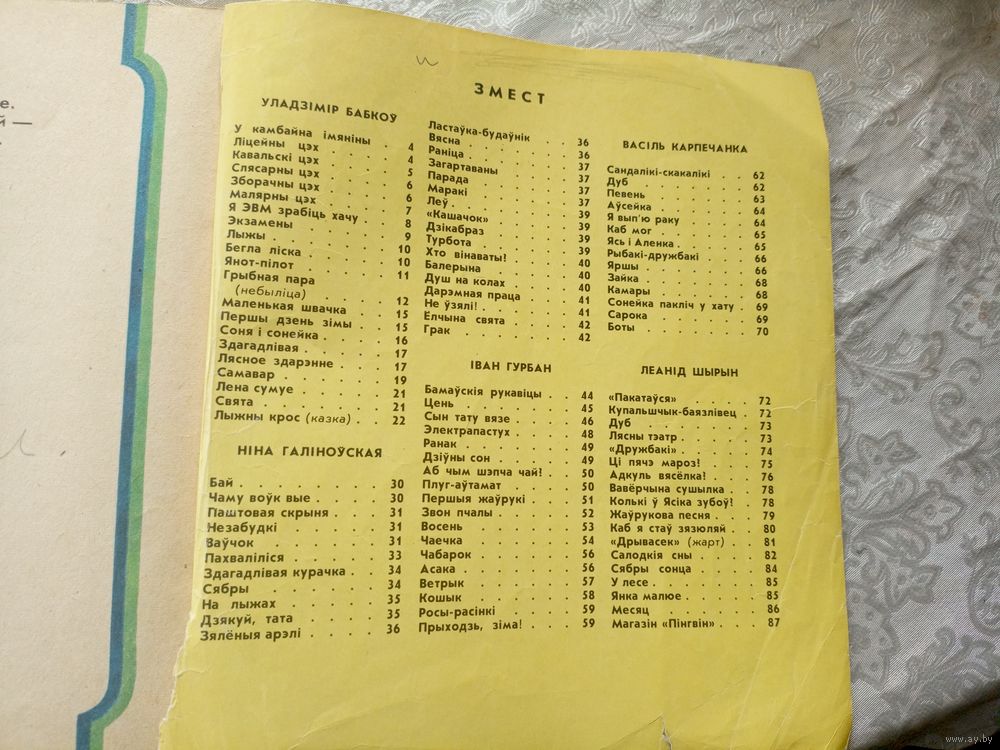 е.
й —
ЗМЕСТ
УЛАДЗІМІР БАБКОЎ
У камбайна імяніны . 4
Ліцейны цэх . . . 4
Кавальскі цэх . . . 5
Слясарны цэх . . . 6
Зборачны цэх . . . 6
Малярны цэх . . . 7
Я ЭВМ зрабіць хачу . . 8
Экзамены . . . . 9
Лыжы . . . . . 10
Бегла ліска . . . . 10
Янот-пілот . . . . 11
Грыбная пара
(небыліца) . . . . 12
Маленькая швачка . . 15
Першы дзень зімы . . 15
Соня і сонейка . . . 16
Здагадлівая . . . . 17
Лясное здарэнне . . . 17
Самавар . . . . . 19
Лена сумуе . . . . 21
Свята . . . . . 21
Лыжны крос (казка) . . 22
НІНА ГАЛІНОЎСКАЯ
Бай . . . . . . 30
Чаму воўк вые . . . 30
Паштовая скрыня . . . 31
Незабудкі . . . . 31
Ваўчок . . . . . 31
Пахваліліся . . . . 33
Здагадлівая курачка . . 34
Сябры . . . . . 34
На лыжах . . . . 35
Дзякуй, тата . . . . 35
Зялёныя арэлі . . . . 36
Ластаўка-будаўнік . . 36
Вясна . . . . . 36
Раніца . . . . . 37
Загартаваны . . . . 37
Парада . . . . . 37
Маракі . . . . . 37
Леў . . . . . . 39
«Кашачок» . . . . 39
Дзікабраз . . . . 39
Турбота . . . . . 39
Хто вінаваты! . . . . 40
Балерына . . . . 40
Душ на колах . . . . 40
Дарэмная праца . . . 41
Не ўзялі! . . . . . 41
Елчына свята . . . . 42
Грак . . . . . . 42
ІВАН ГУРБАН
Бамаўскія рукавіцы . . 44
Цень . . . . . . 45
Сын тату вязе . . . . 46
Электрапастух . . . . 48
Ранак . . . . . 49
Дзіўны сон . . . . 49
Аб чым шэпча чай! . . 50
Плуг-аўтамат . . . . 50
Першыя жаўрукі . . . 51
Звон пчалы . . . . 52
Восень . . . . . 53
Чаечка . . . . . 54
Чабарок . . . . . 56
Асака . . . . . 56
Ветрык . . . . . 57
Кошык . . . . . 58
Росы-расінкі . . . . 59
Прыходзь, зіма! . . . 59
ВАСІЛЬ КАРПЕЧАНКА
Сандалікі-скакалікі . . 62
Дуб . . . . . . 62
Певень . . . . . 63
Аўсейка . . . . . 64
Я вып'ю раку . . . . 64
Каб мог . . . . . 65
Ясь і Аленка . . . . 65
Рыбакі-дружбакі . . . 66
Яршы . . . . . 66
Зайка . . . . . 68
Камары . . . . . 68
Сонейка пакліч у хату . 69
Сарока . . . . . 69
Боты . . . . . 70
ЛЕАНІД ШЫРЫН
«Пакатаўся» . . . . 72
Купальшчык-баязлівец . 72
Дуб . . . . . . 73
Лясны тэатр . . . . 73
«Дружбакі» . . . . 74
Ці пячэ мароз! . . . 75
Адкуль вясёлка! . . . 76
Вавёрчына сушылка . . 78
Колькі ў Ясіка зубоў! . 78
Жаўрукова песня . . . 79
Каб я стаў зязюляй . . 80
«Дрывасек» (жарт) . . 81
Салодкія сны . . . . 82
Сябры сонца . . . . 84
У лесе . . . . . 85
Янка малюе . . . . 85
Месяц . . . . . 86
Магазін «Пінгвін» . . . 87
www.ay.by